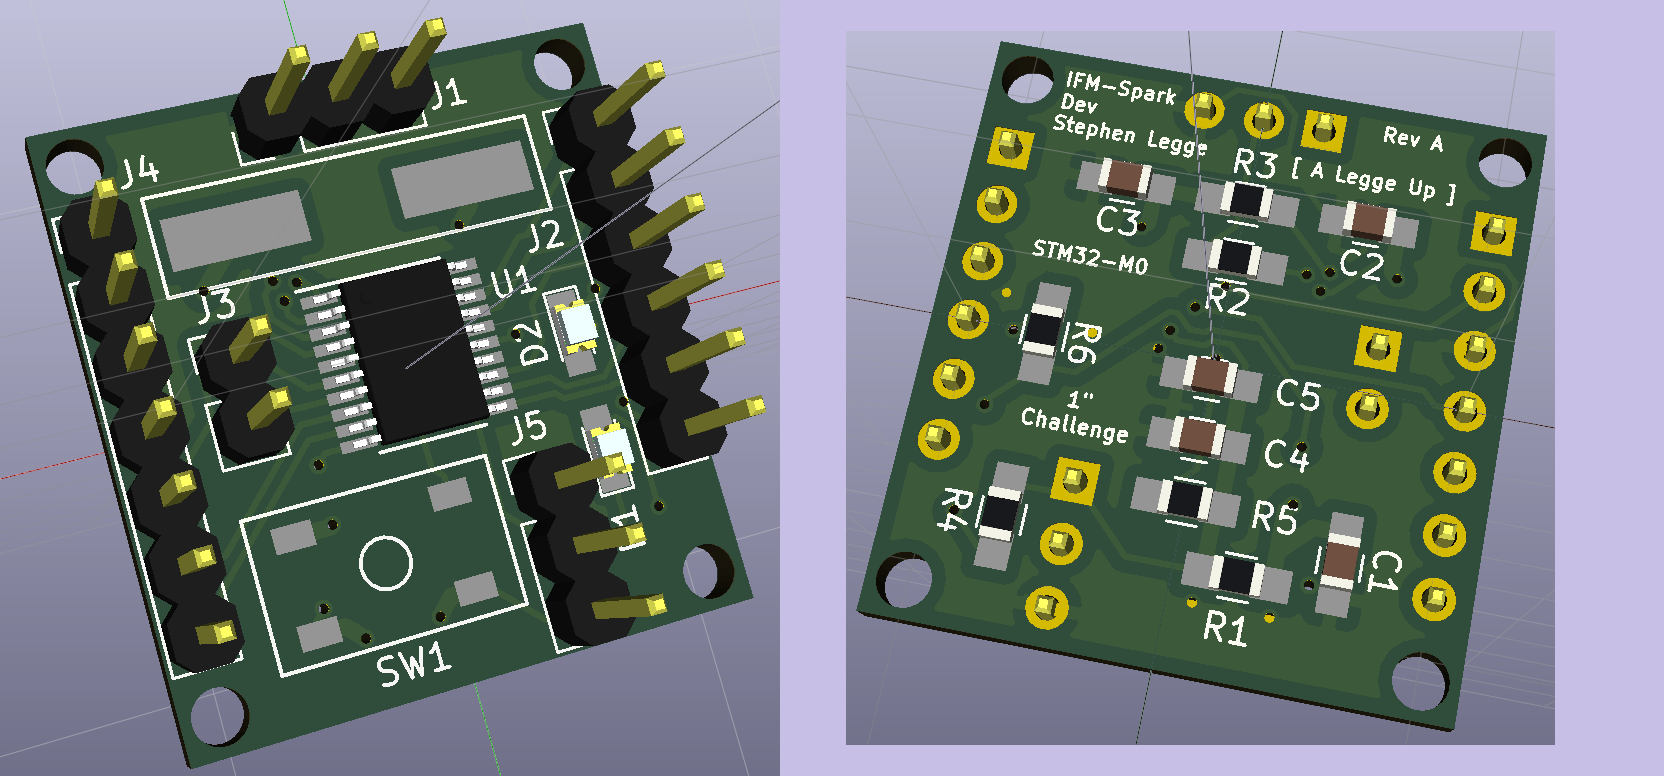 J1
J4
J2
J3
U1
D2
J5
SW1
IFM-Spark
Dev
Stephen Legge
Rev A
R3
[ A Legge Up ]
C3
C2
STM32-M0
R2
R6
C5
1"
Challenge
C4
R4
R5
C1
R1